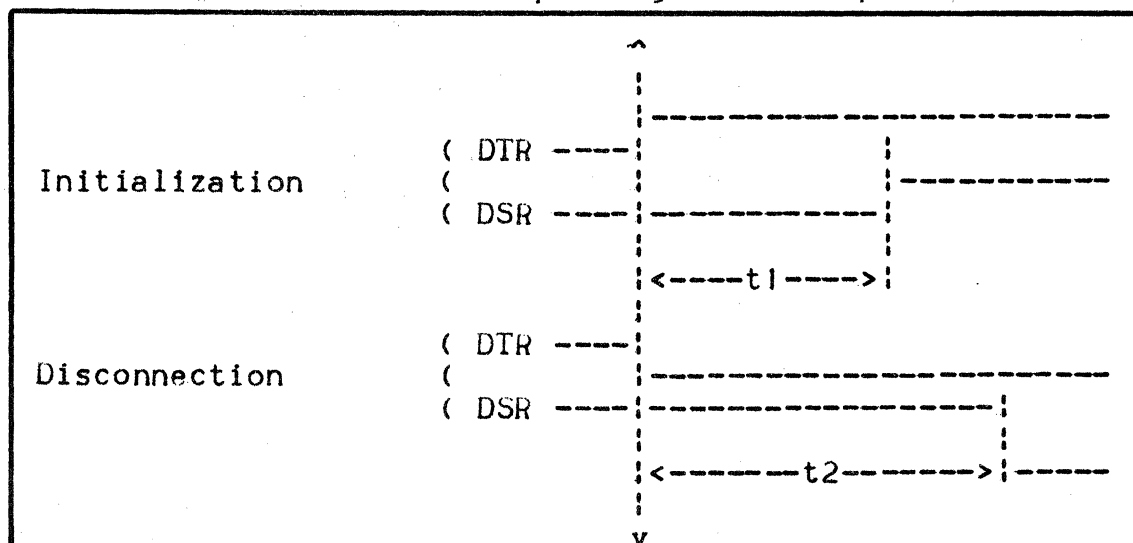 ( DTR ----
Initialization (
( DSR ----
<----t1---->
( DTR ----
Disconnection (
( DSR ----
<-------t2------->